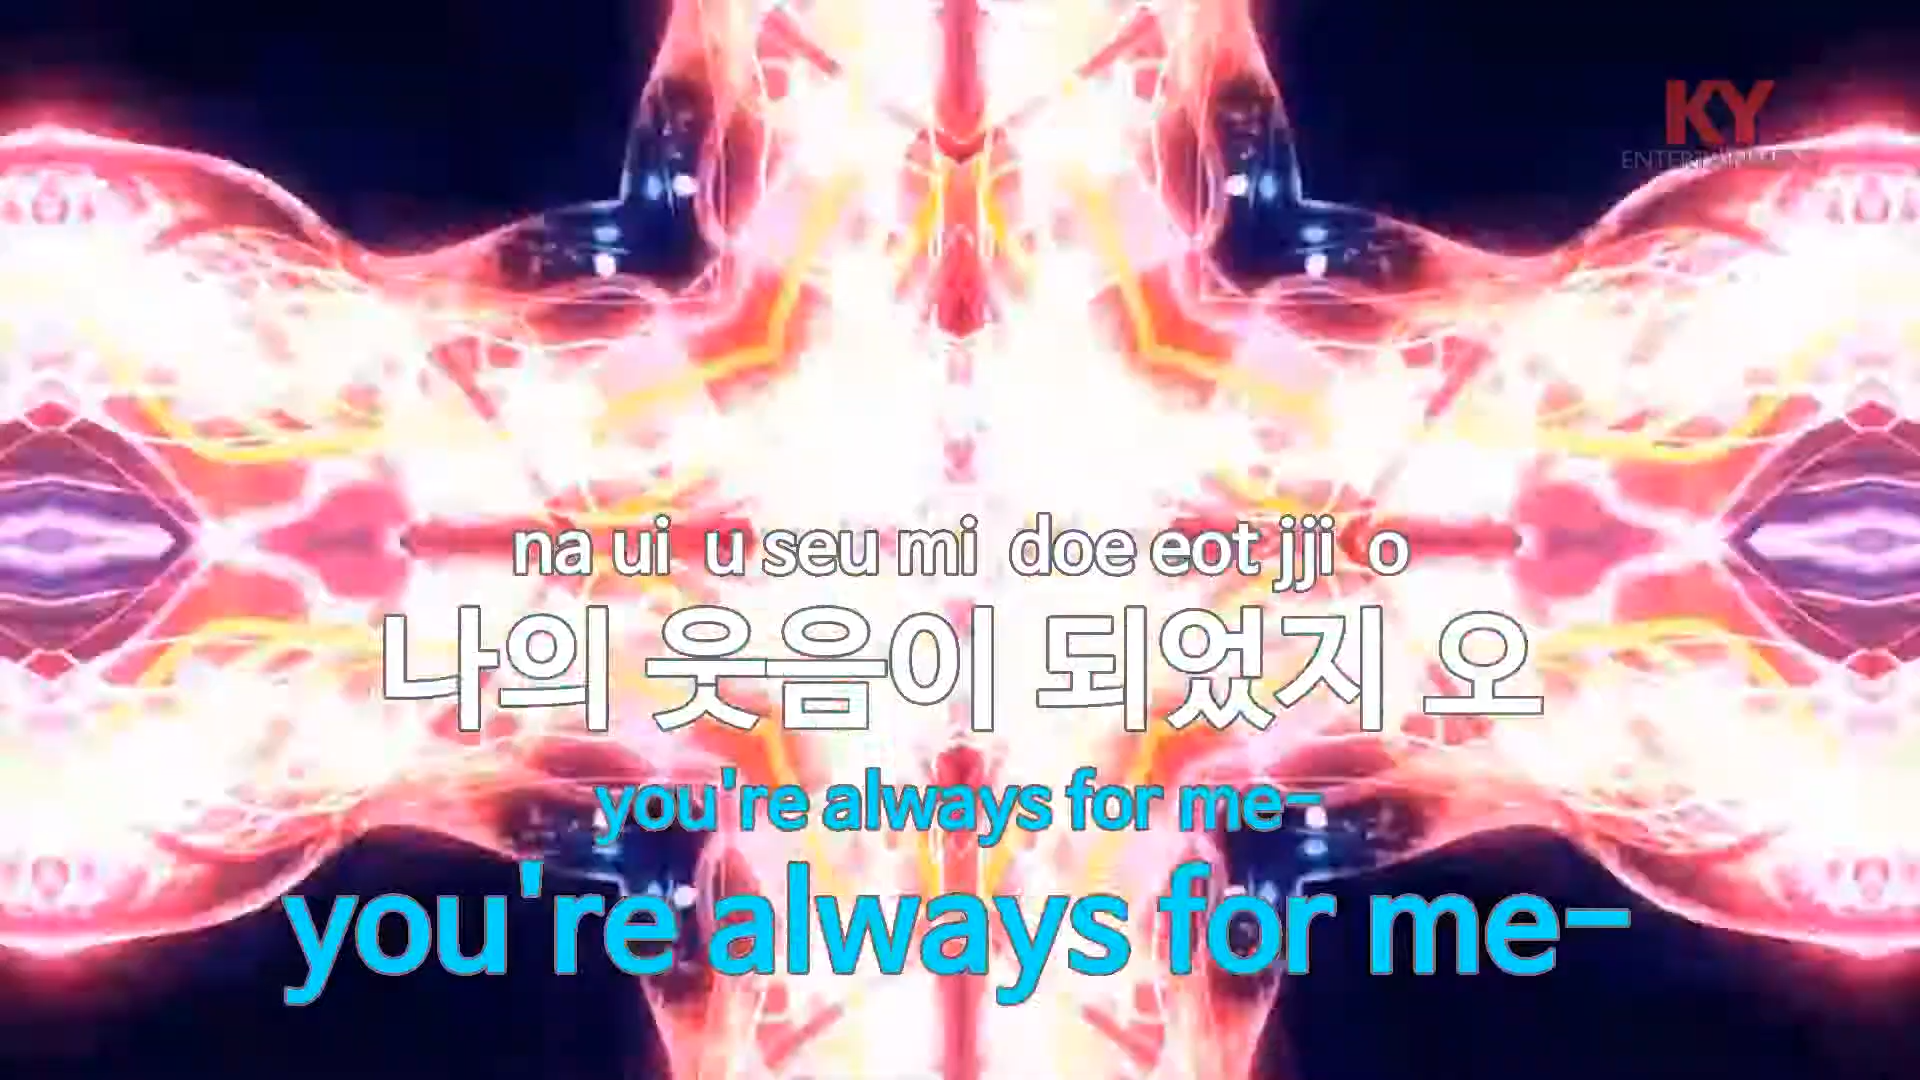 KY
ENTERTAINMENT
na ui u seu mi doe eot jji o
나의 웃음이 되었지 오
you're always for me-
you're always for me-